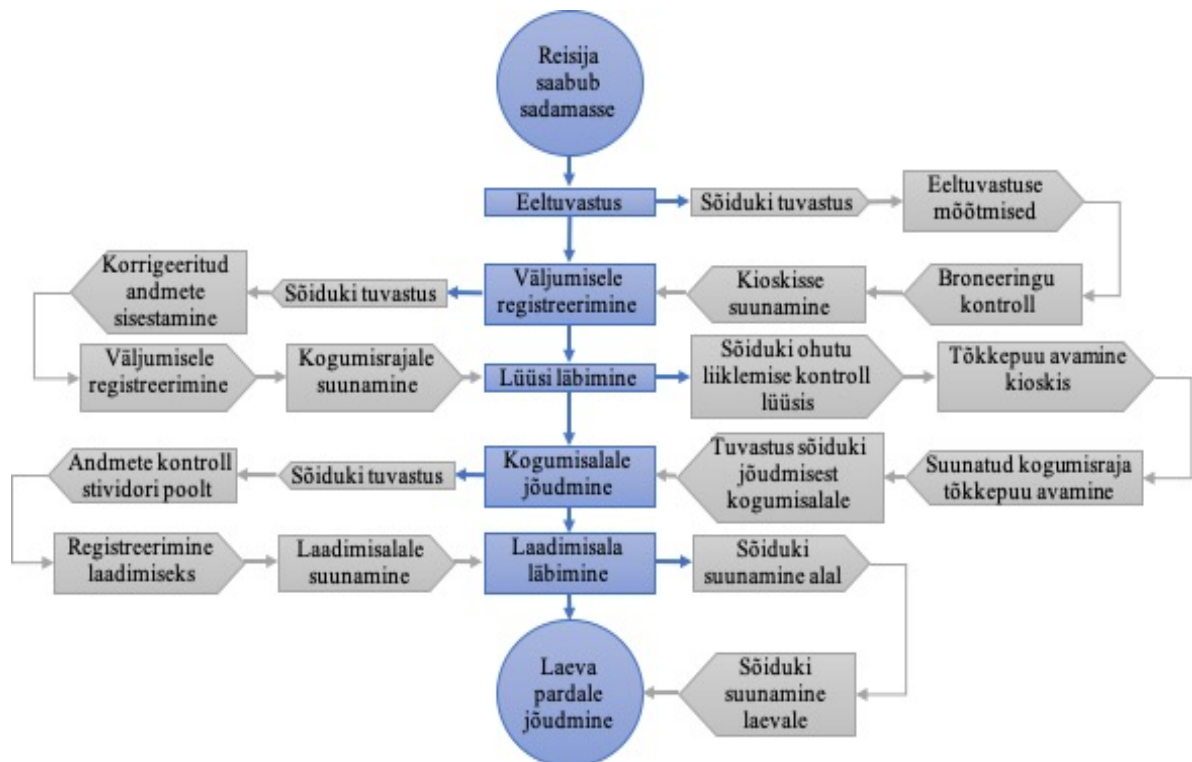 Reisija
saabub
sadamasse
Eeltuvastus
Sõiduki tuvastus
Eeltuvastuse
mõõtmised
Broneeringu
kontroll
Kioskisse
suunamine
Väljumisele
registreerimine
Sõiduki tuvastus
Korrigeeritud
andmete
sisestamine
Väljumisele
registreerimine
Kogumisrajale
suunamine
Lüüsi läbimine
Sõiduki ohutu
liiklemise kontroll
lüüsis
Tõkkepuu avamine
kioskis
Suunatud kogumisraja
tõkkepuu avamine
Tuvastus sõiduki
jõudmisest
kogumisalale
Kogumisalale
jõudmine
Sõiduki tuvastus
Andmete kontroll
stividori poolt
Registreerimine
laadimiseks
Laadimisalale
suunamine
Laadimisala
läbimine
Sõiduki
suunamine alal
Sõiduki
suunamine
laevale
Laeva
pardale
jõudmine